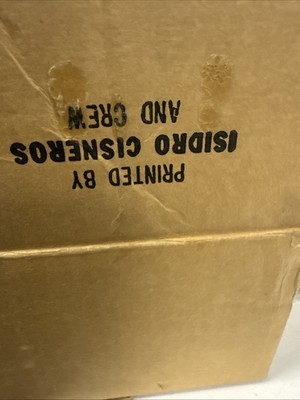 PRINTED BY
ISIDRO CISNEROS
AND CREW